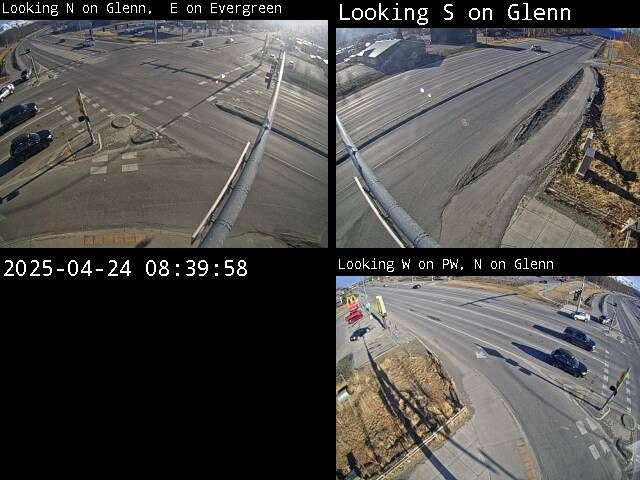 Looking N on Glenn,  E on Evergreen
Looking S on Glenn
2025-04-24 08:39:58
Looking W on PW, N on Glenn